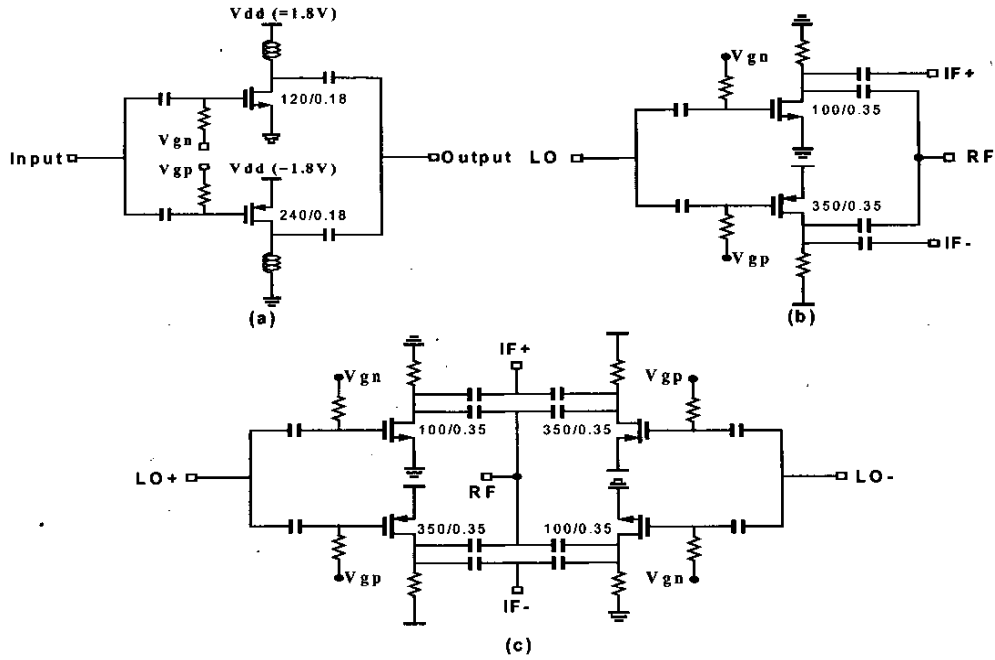 Vdd (=1.8V)
120/0.18
Vgn
Input
Output
Vgp
Vdd (−1.8V)
240/0.18
(a)
Vgn
IF+
100/0.35
LO
RF
350/0.35
Vgp
IF-
(b)
IF+
Vgn
Vgp
100/0.35
350/0.35
LO+
RF
LO-
350/0.35
100/0.35
Vgp
IF-
Vgn
(c)